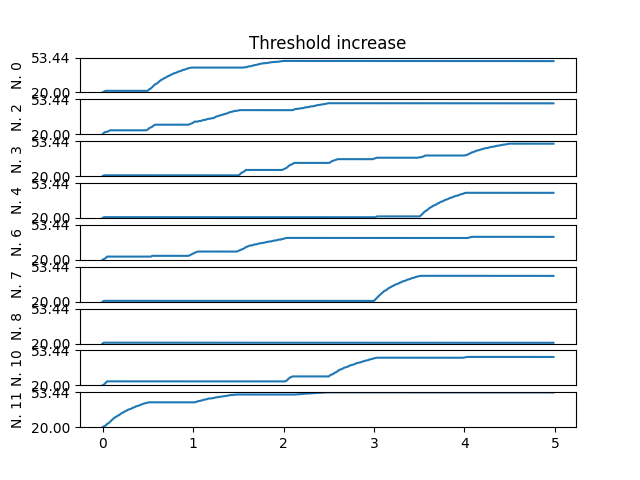 Threshold increase
53.44
N. 0
20.00
53.44
N. 2
20.00
53.44
N. 3
20.00
53.44
N. 4
20.00
53.44
N. 6
20.00
53.44
N. 7
20.00
53.44
N. 8
20.00
53.44
N. 10
20.00
53.44
N. 11
20.00
0 1 2 3 4 5